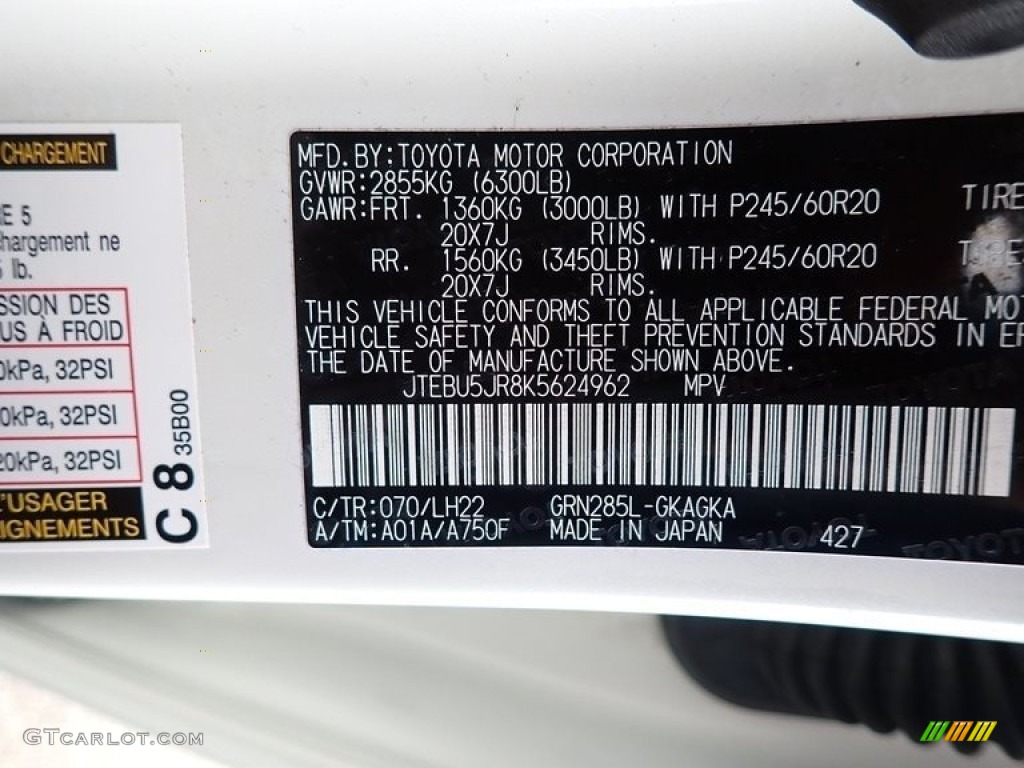 CHARGEMENT
E 5
chargement ne
lb.
SSION DES
US À FROID
kPa, 32PSI
0kPa, 32PSI
20kPa, 32PSI
L'USAGER
IGNEMENTS
C 8 35B00
MFD.BY:TOYOTA MOTOR CORPORATION
GVWR:2855KG (6300LB)
GAWR:FRT. 1360KG (3000LB) WITH P245/60R20 TIRE
20X7J RIMS.
RR. 1560KG (3450LB) WITH P245/60R20
20X7J RIMS.
THIS VEHICLE CONFORMS TO ALL APPLICABLE FEDERAL MOT
VEHICLE SAFETY AND THEFT PREVENTION STANDARDS IN EF
THE DATE OF MANUFACTURE SHOWN ABOVE.
JTEBU5JR8K5624962 MPV
C/TR:070/LH22 GRN285L-GKAGKA
A/TM:A01A/A750F MADE IN JAPAN 427
TOYOTA
GTCarlot.com